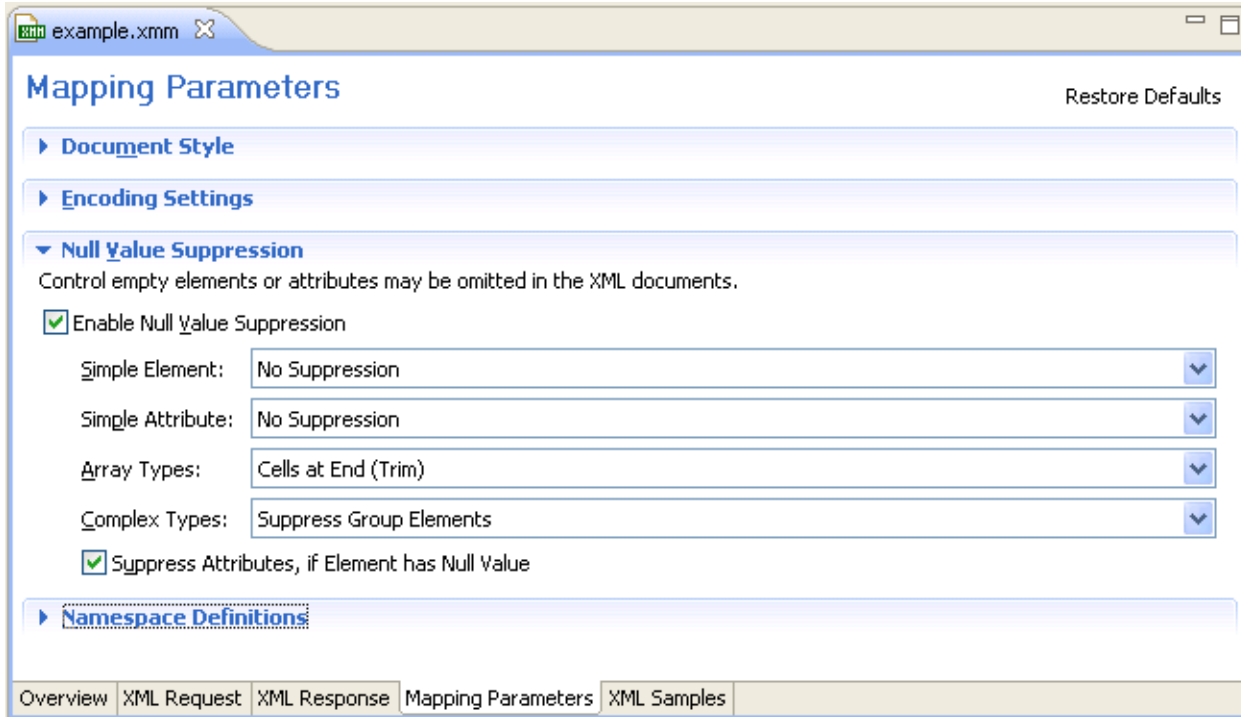 example.xmm
Mapping Parameters
Restore Defaults
Document Style
Encoding Settings
Null Value Suppression
Control empty elements or attributes may be omitted in the XML documents.
Enable Null Value Suppression
Simple Element: No Suppression
Simple Attribute: No Suppression
Array Types: Cells at End (Trim)
Complex Types: Suppress Group Elements
Suppress Attributes, if Element has Null Value
Namespace Definitions
Overview XML Request XML Response Mapping Parameters XML Samples